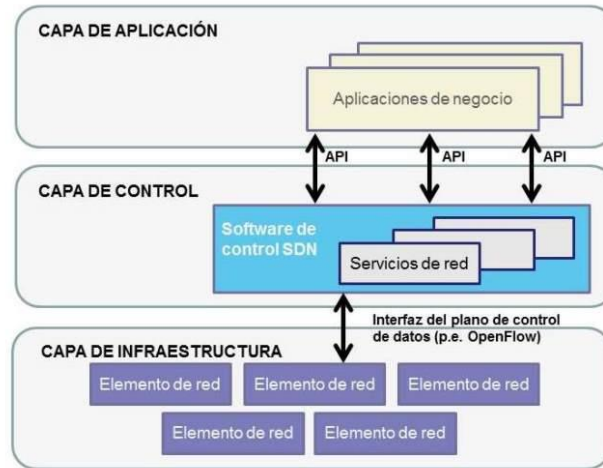 CAPA DE APLICACIÓN
Aplicaciones de negocio
API
API
API
CAPA DE CONTROL
Software de
control SDN
Servicios de red
Interfaz del plano de control
de datos (p.e. OpenFlow)
CAPA DE INFRAESTRUCTURA
Elemento de red
Elemento de red
Elemento de red
Elemento de red
Elemento de red